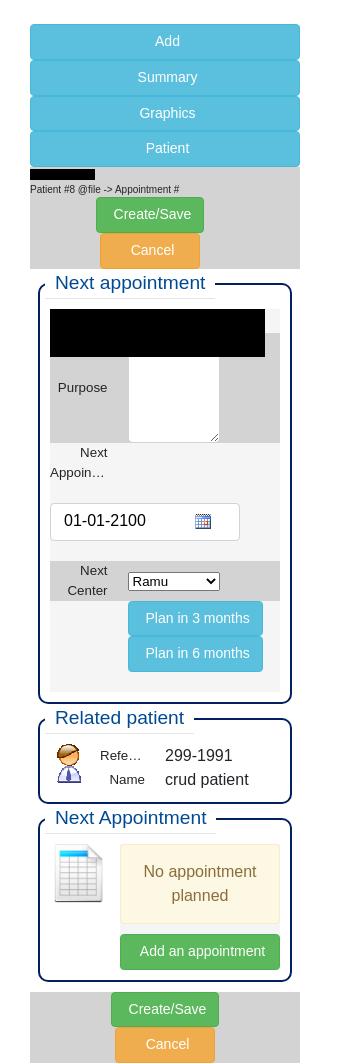 Add
Summary
Graphics
Patient
Patient #8 @file -> Appointment #
Create/Save
Cancel
Next appointment
Purpose
Next
Appoin…
01-01-2100
Next
Center
Ramu
Plan in 3 months
Plan in 6 months
Related patient
Refe… 299-1991
Name crud patient
Next Appointment
No appointment
planned
Add an appointment
Create/Save
Cancel